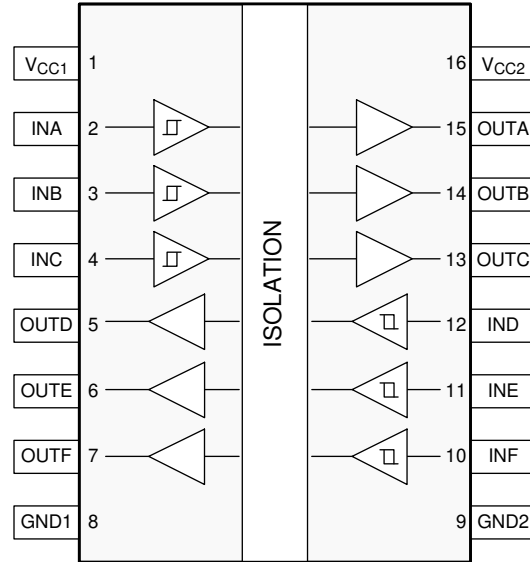 VCC1 1 16 VCC2
INA 2 15 OUTA
INB 3 14 OUTB
INC 4 13 OUTC
ISOLATION
OUTD 5 12 IND
OUTE 6 11 INE
OUTF 7 10 INF
GND1 8 9 GND2